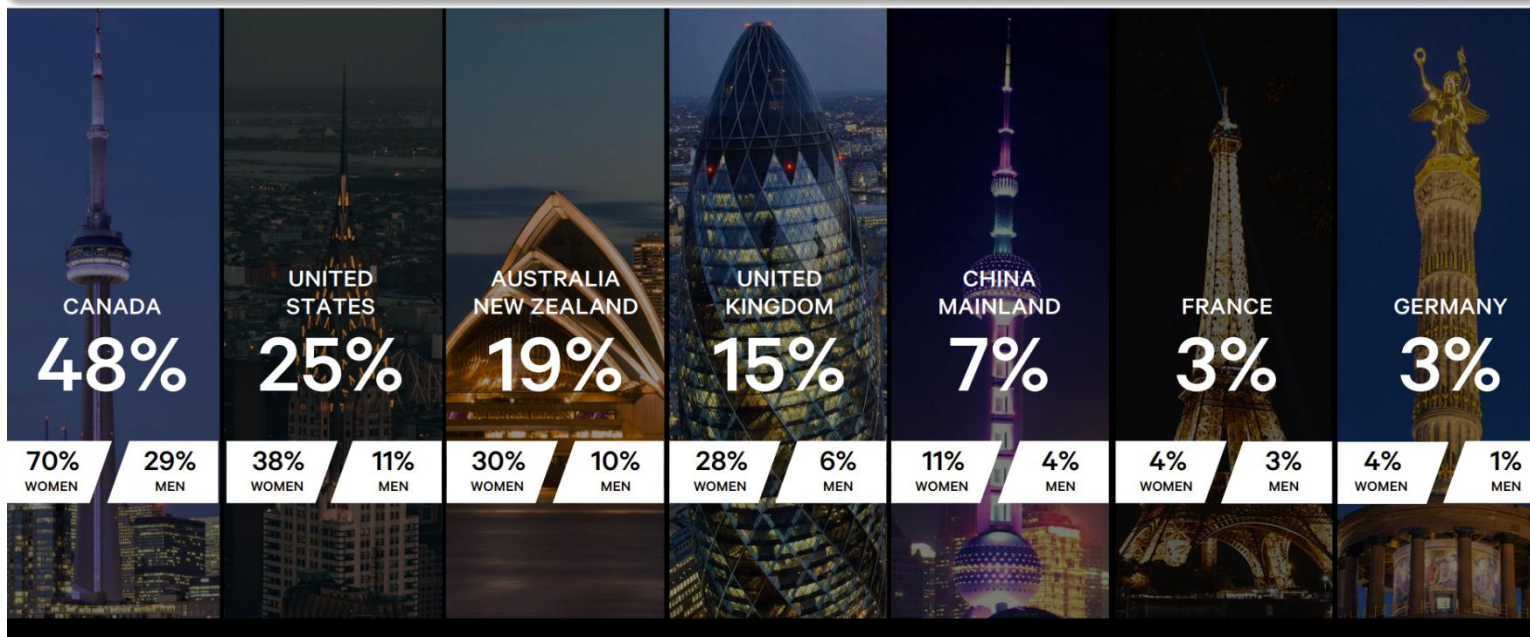 CANADA
48%
70%
WOMEN
29%
MEN
UNITED
STATES
25%
38%
WOMEN
11%
MEN
AUSTRALIA
NEW ZEALAND
19%
30%
WOMEN
10%
MEN
UNITED
KINGDOM
15%
28%
WOMEN
6%
MEN
CHINA
MAINLAND
7%
11%
WOMEN
4%
MEN
FRANCE
3%
4%
WOMEN
3%
MEN
GERMANY
3%
4%
WOMEN
1%
MEN